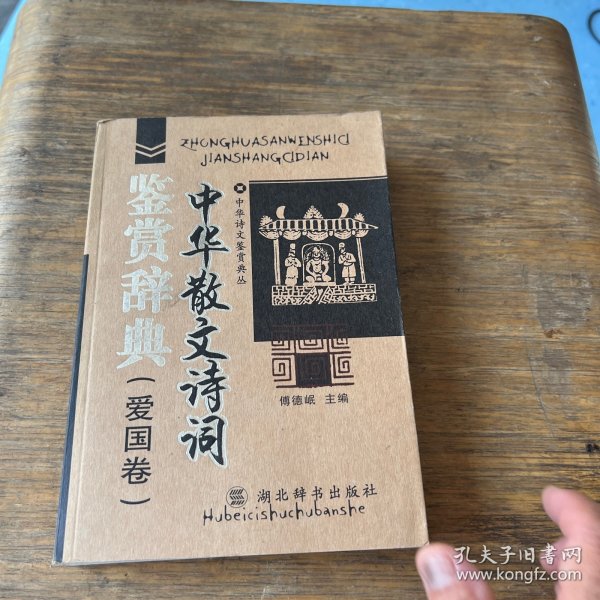 ZHONGHUASANWENSHICI
JIANSHANGCIDIAN
中华诗文鉴赏典丛
中华散文诗词
鉴赏辞典
(爱国卷)
傅德岷 主编
湖北辞书出版社
Hubeicishuchubanshe
孔夫子旧书网
www.kongfz.com